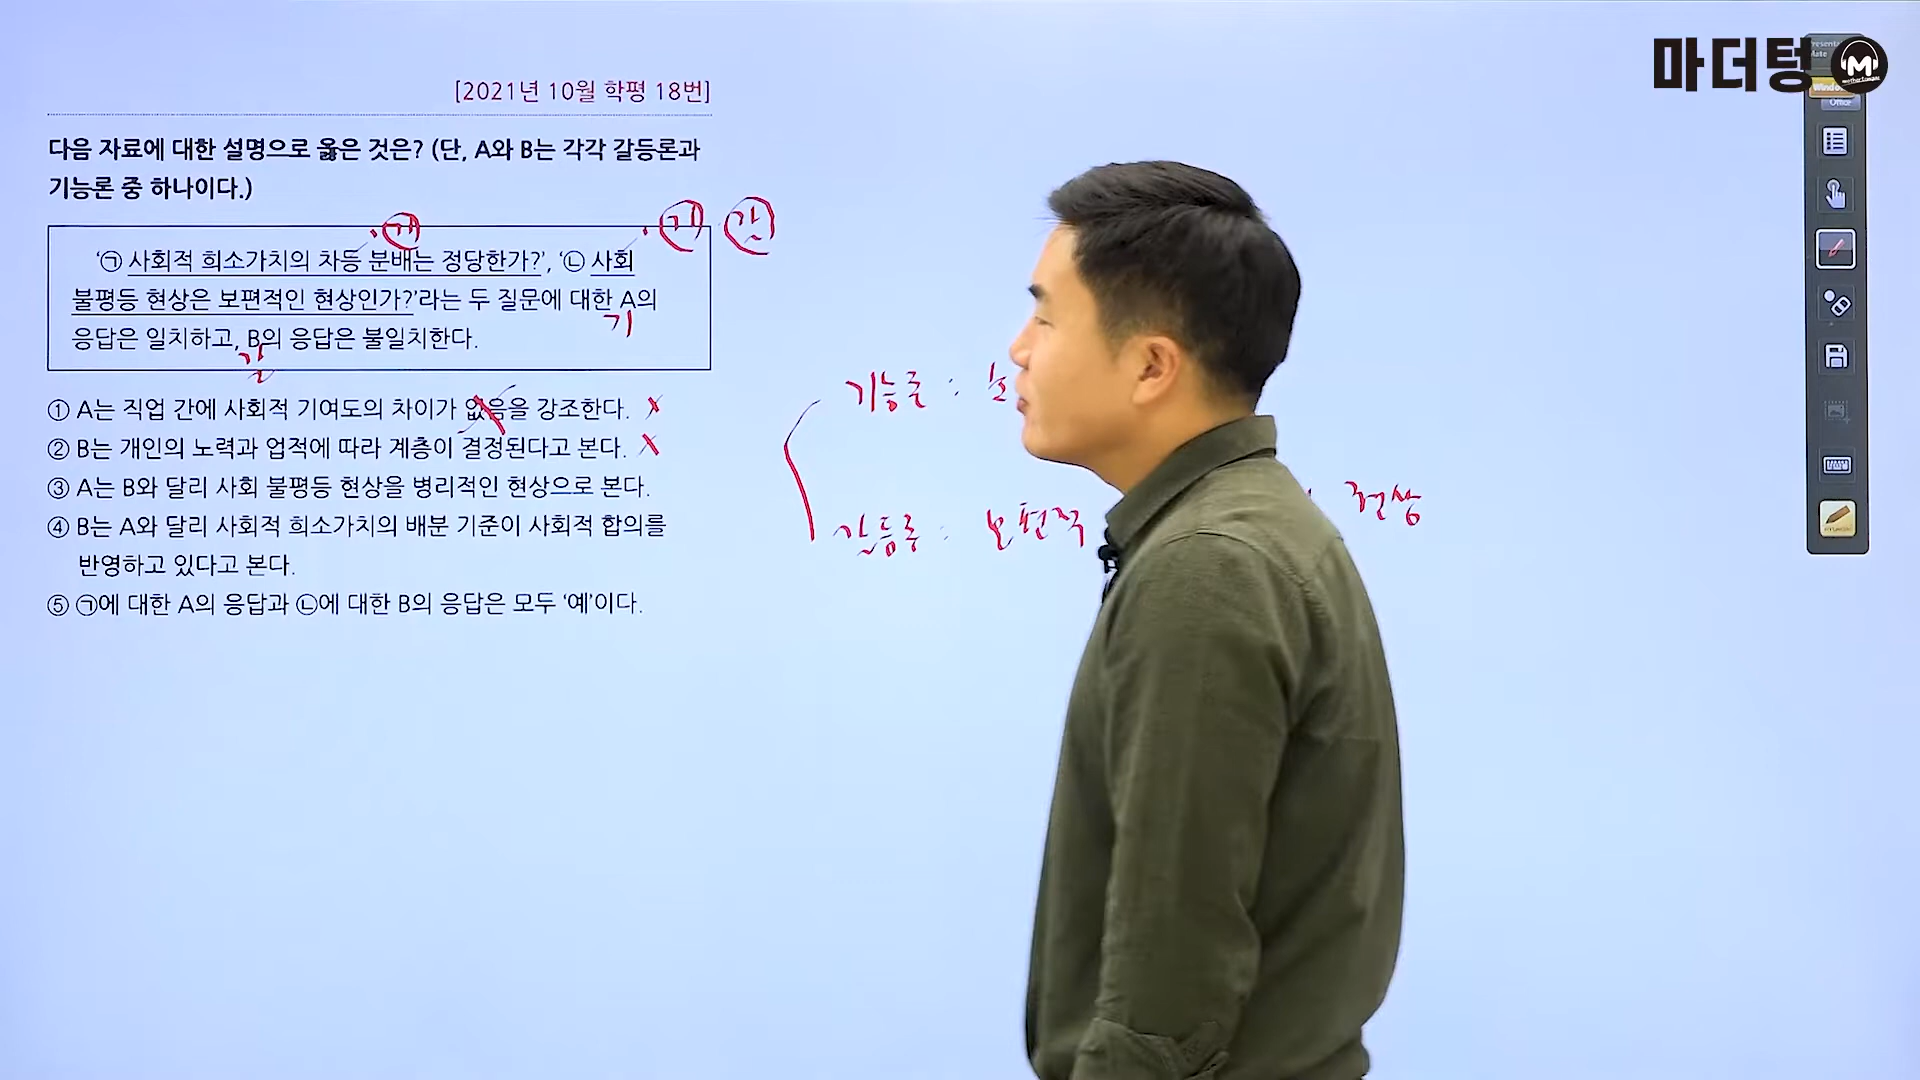 마더텅
M
[2021년 10월 학평 18번]
다음 자료에 대한 설명으로 옳은 것은? (단, A와 B는 각각 갈등론과
기능론 중 하나이다.)
기 기 갈
‘㉠ 사회적 희소가치의 차등 분배는 정당한가?’, ‘㉡ 사회
불평등 현상은 보편적인 현상인가?’라는 두 질문에 대한 A의
기
응답은 일치하고, B의 응답은 불일치한다.
갈
① A는 직업 간에 사회적 기여도의 차이가 없음을 강조한다. X
② B는 개인의 노력과 업적에 따라 계층이 결정된다고 본다. X
③ A는 B와 달리 사회 불평등 현상을 병리적인 현상으로 본다.
④ B는 A와 달리 사회적 희소가치의 배분 기준이 사회적 합의를
반영하고 있다고 본다.
⑤ ㉠에 대한 A의 응답과 ㉡에 대한 B의 응답은 모두 ‘예’이다.
기능론 :
갈등론 : 보편적 현상
Office